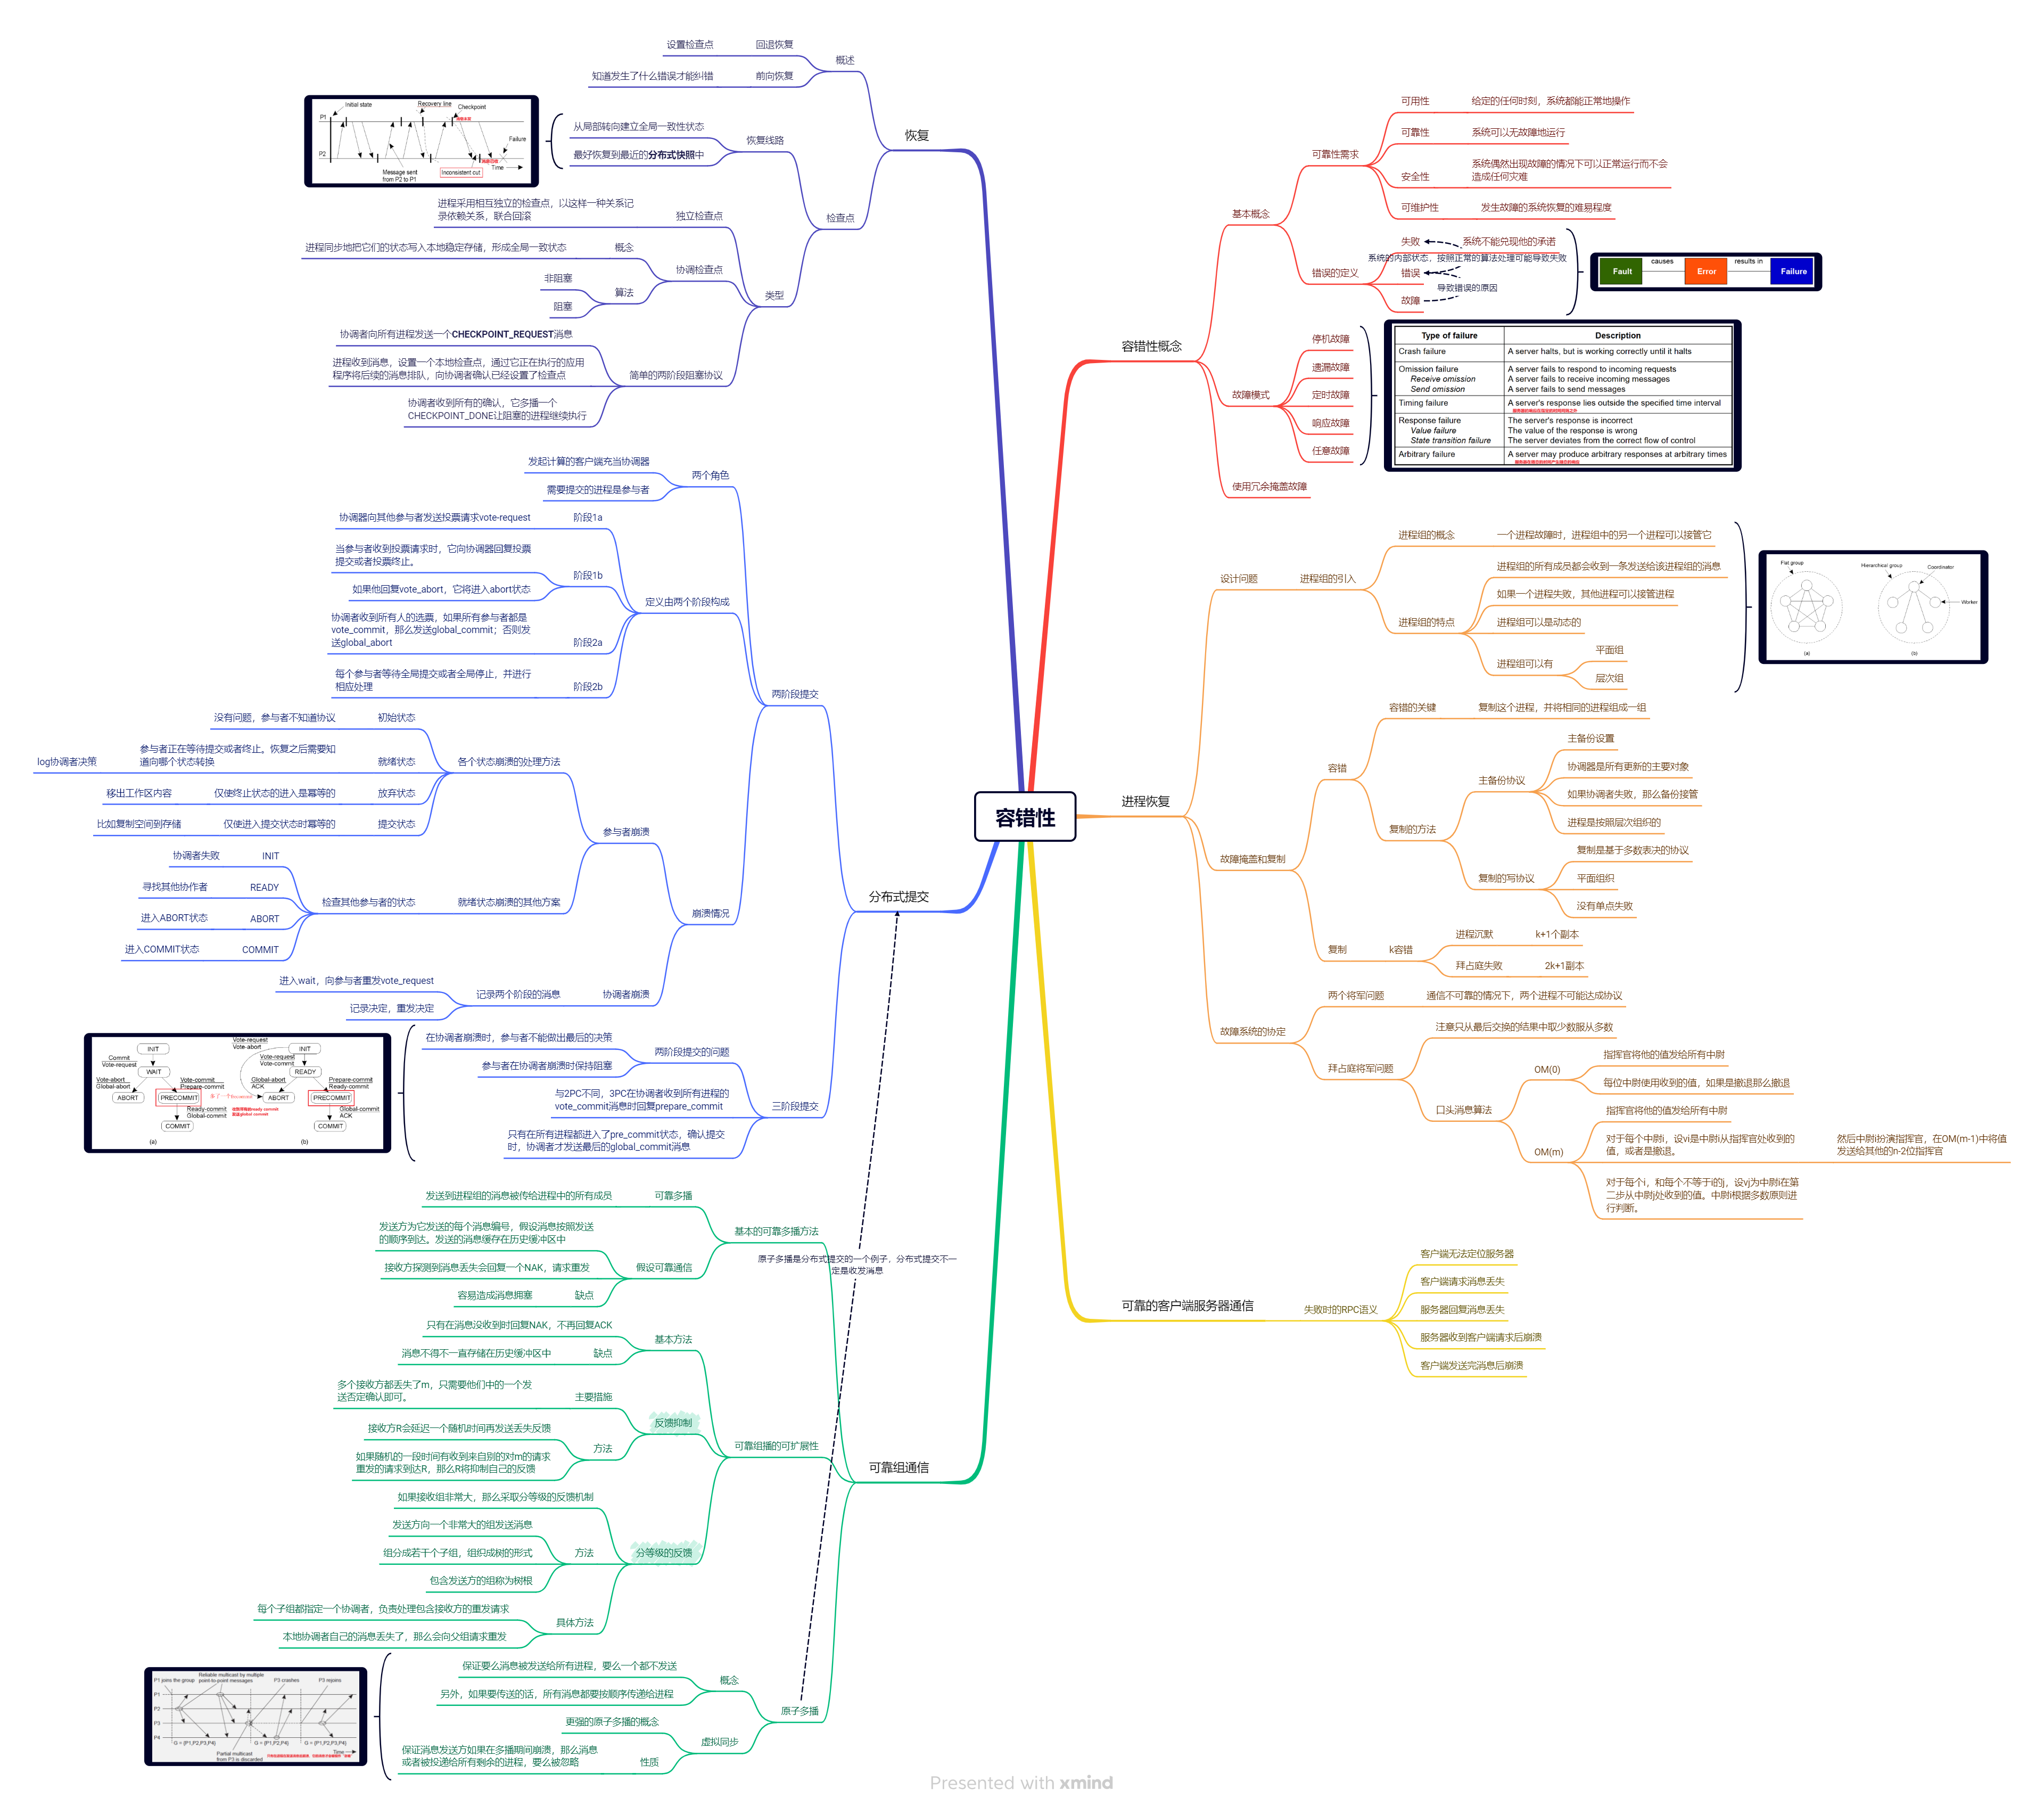 容错性
容错性概念
基本概念
可靠性需求
可用性
给定的任何时刻，系统都能正常地操作
可靠性
系统可以无故障地运行
安全性
系统偶然出现故障的情况下可以正常运行而不会
造成任何灾难
可维护性
发生故障的系统恢复的难易程度
错误的定义
失败
系统不能兑现他的承诺
系统的内部状态，按照正常的算法处理可能导致失败
错误
导致错误的原因
故障
Fault
causes
Error
results in
Failure
故障模式
停机故障
遗漏故障
定时故障
响应故障
任意故障
Type of failure
Description
Crash failure
A server halts, but is working correctly until it halts
Omission failure
A server fails to respond to incoming requests
Receive omission
A server fails to receive incoming messages
Send omission
A server fails to send messages
Timing failure
A server's response lies outside the specified time interval
Response failure
The server's response is incorrect
Value failure
The value of the response is wrong
State transition failure
The server deviates from the correct flow of control
Arbitrary failure
A server may produce arbitrary responses at arbitrary times
使用冗余掩盖故障
进程恢复
设计问题
进程组的引入
进程组的概念
一个进程故障时，进程组中的另一个进程可以接管它
进程组的特点
进程组的所有成员都会收到一条发送给该进程组的消息
如果一个进程失败，其他进程可以接管进程
进程组可以是动态的
进程组可以有
平面组
层次组
Flat group
Hierarchical group
Coordinator
Worker
(a)
(b)
故障掩盖和复制
容错
容错的关键
复制这个进程，并将相同的进程组成一组
复制的方法
主备份协议
主备份设置
协调器是所有更新的主要对象
如果协调者失败，那么备份接管
进程是按照层次组织的
复制的写协议
复制是基于多数表决的协议
平面组织
没有单点失败
复制
k容错
进程沉默
k+1个副本
拜占庭失败
2k+1副本
故障系统的协定
两个将军问题
通信不可靠的情况下，两个进程不可能达成协议
拜占庭将军问题
注意只从最后交换的结果中取少数服从多数
口头消息算法
OM(0)
指挥官将他的值发给所有中尉
每位中尉使用收到的值，如果是撤退那么撤退
OM(m)
指挥官将他的值发给所有中尉
对于每个中尉i，设vi是中尉i从指挥官处收到的
值，或者是撤退。
然后中尉i扮演指挥官，在OM(m-1)中将值
发送给其他的n-2位指挥官
对于每个i，和每个不等于i的j，设vj为中尉i在第
二步从中尉j处收到的值。中尉i根据多数原则进
行判断。
可靠的客户端服务器通信
失败时的RPC语义
客户端无法定位服务器
客户端请求消息丢失
服务器回复消息丢失
服务器收到客户端请求后崩溃
客户端发送完消息后崩溃
恢复
概述
回退恢复
设置检查点
前向恢复
知道发生了什么错误才能纠错
检查点
恢复线路
从局部转向建立全局一致性状态
最好恢复到最近的分布式快照中
Initial state
Recovery line
Checkpoint
P1
Failure
P2
Time
Message sent
from P2 to P1
Inconsistent cut
类型
独立检查点
进程采用相互独立的检查点，以这样一种关系记
录依赖关系，联合回滚
协调检查点
概念
进程同步地把它们的状态写入本地稳定存储，形成全局一致状态
算法
非阻塞
阻塞
简单的两阶段阻塞协议
协调者向所有进程发送一个CHECKPOINT_REQUEST消息
进程收到消息，设置一个本地检查点，通过它正在执行的应用
程序将后续的消息排队，向协调者确认已经设置了检查点
协调者收到所有的确认，它多播一个
CHECKPOINT_DONE让阻塞的进程继续执行
分布式提交
两阶段提交
两个角色
发起计算的客户端充当协调器
需要提交的进程是参与者
定义由两个阶段构成
阶段1a
协调器向其他参与者发送投票请求vote-request
阶段1b
当参与者收到投票请求时，它向协调器回复投票
提交或者投票终止。
如果他回复vote_abort，它将进入abort状态
阶段2a
协调者收到所有人的选票，如果所有参与者都是
vote_commit，那么发送global_commit；否则发
送global_abort
阶段2b
每个参与者等待全局提交或者全局停止，并进行
相应处理
崩溃情况
参与者崩溃
各个状态崩溃的处理方法
初始状态
没有问题，参与者不知道协议
就绪状态
参与者正在等待提交或者终止。恢复之后需要知
道向哪个状态转换
log协调者决策
放弃状态
仅使终止状态的进入是幂等的
移出工作区内容
提交状态
仅使进入提交状态时幂等的
比如复制空间到存储
就绪状态崩溃的其他方案
检查其他参与者的状态
INIT
协调者失败
READY
寻找其他协作者
ABORT
进入ABORT状态
COMMIT
进入COMMIT状态
协调者崩溃
记录两个阶段的消息
进入wait，向参与者重发vote_request
记录决定，重发决定
三阶段提交
两阶段提交的问题
在协调者崩溃时，参与者不能做出最后的决策
参与者在协调者崩溃时保持阻塞
与2PC不同，3PC在协调者收到所有进程的
vote_commit消息时回复prepare_commit
只有在所有进程都进入了pre_commit状态，确认提交
时，协调者才发送最后的global_commit消息
INIT
Commit
Vote-request
WAIT
Vote-abort
Global-abort
Vote-commit
Prepare-commit
ABORT
PRECOMMIT
Ready-commit
Global-commit
COMMIT
(a)
Vote-request
Vote-abort
INIT
Vote-request
Vote-commit
READY
Global-abort
ACK
Prepare-commit
Ready-commit
ABORT
PRECOMMIT
Global-commit
ACK
COMMIT
(b)
原子多播是分布式提交的一个例子，分布式提交不一
定是收发消息
可靠组通信
基本的可靠多播方法
可靠多播
发送到进程组的消息被传给进程中的所有成员
假设可靠通信
发送方为它发送的每个消息编号，假设消息按照发送
的顺序到达。发送的消息缓存在历史缓冲区中
接收方探测到消息丢失会回复一个NAK，请求重发
缺点
容易造成消息拥塞
可靠组播的可扩展性
基本方法
只有在消息没收到时回复NAK，不再回复ACK
缺点
消息不得不一直存储在历史缓冲区中
反馈抑制
主要措施
多个接收方都丢失了m，只需要他们中的一个发
送否定确认即可。
方法
接收方R会延迟一个随机时间再发送丢失反馈
如果随机的一段时间有收到来自别的对m的请求
重发的请求到达R，那么R将抑制自己的反馈
分等级的反馈
如果接收组非常大，那么采取分等级的反馈机制
方法
发送方向一个非常大的组发送消息
组分成若干个子组，组织成树的形式
包含发送方的组称为树根
具体方法
每个子组都指定一个协调者，负责处理包含接收方的重发请求
本地协调者自己的消息丢失了，那么会向父组请求重发
原子多播
概念
保证要么消息被发送给所有进程，要么一个都不发送
另外，如果要传送的话，所有消息都要按顺序传递给进程
虚拟同步
更强的原子多播的概念
性质
保证消息发送方如果在多播期间崩溃，那么消息
或者被投递给所有剩余的进程，要么被忽略
Reliable multicast by multiple
point-to-point messages
P1 joins the group
P3 crashes
P3 rejoins
P1
P2
P3
P4
G = {P1,P2,P3,P4}
G = {P1,P2,P4}
G = {P1,P2,P3,P4}
Partial multicast
from P3 is discarded
Time
Presented with xmind